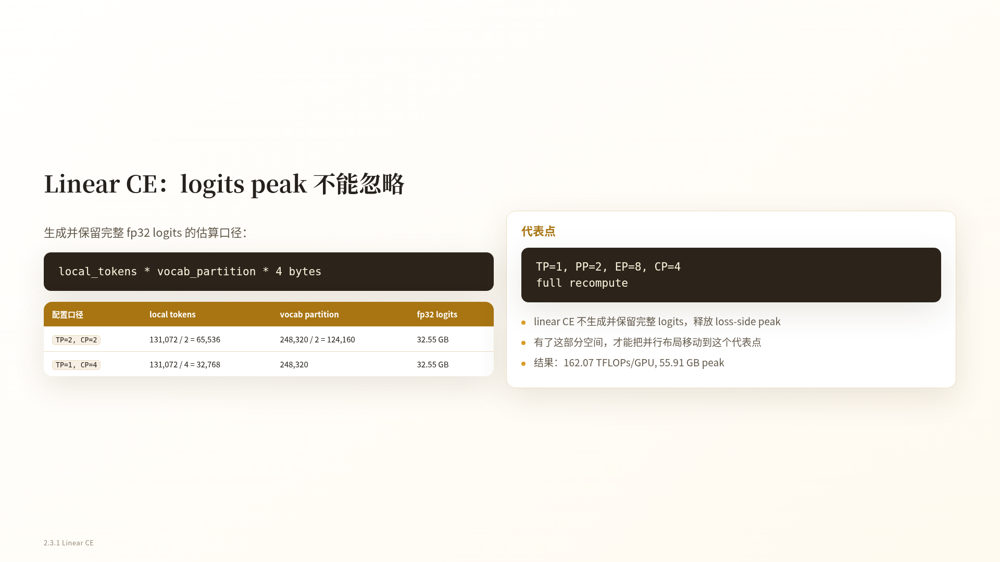 Linear CE：logits peak 不能忽略
生成并保留完整 fp32 logits 的估算口径：
local_tokens * vocab_partition * 4 bytes
配置口径 local tokens vocab partition fp32 logits
TP=2, CP=2 131,072 / 2 = 65,536 248,320 / 2 = 124,160 32.55 GB
TP=1, CP=4 131,072 / 4 = 32,768 248,320 32.55 GB
代表点
TP=1, PP=2, EP=8, CP=4
full recompute
linear CE 不生成并保留完整 logits，释放 loss-side peak
有了这部分空间，才能把并行布局移动到这个代表点
结果：162.07 TFLOPs/GPU, 55.91 GB peak
2.3.1 Linear CE